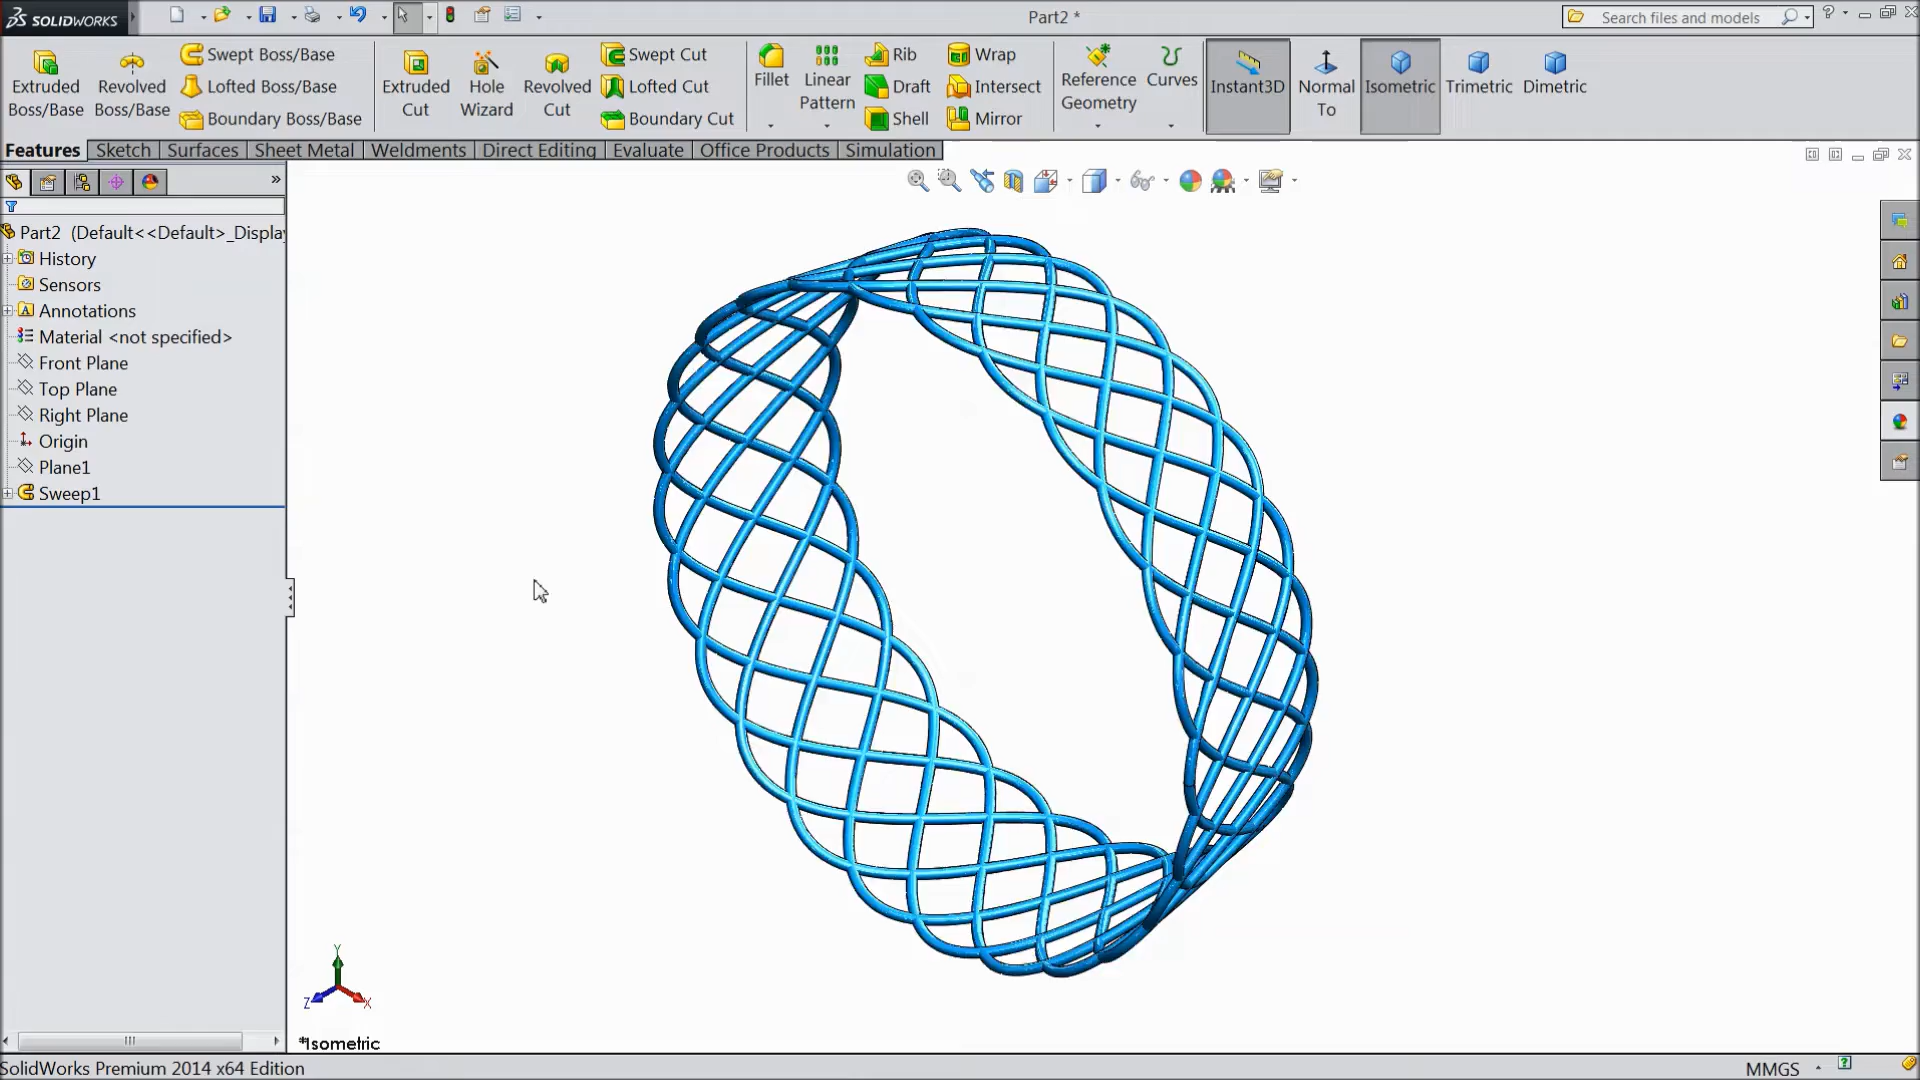 SOLIDWORKS
Part2 *
Search files and models
Extruded Boss/Base
Revolved Boss/Base
Swept Boss/Base
Lofted Boss/Base
Boundary Boss/Base
Extruded Cut
Hole Wizard
Revolved Cut
Swept Cut
Lofted Cut
Boundary Cut
Fillet
Linear Pattern
Rib
Draft
Shell
Wrap
Intersect
Mirror
Reference Geometry
Curves
Instant3D
Normal To
Isometric
Trimetric
Dimetric
Features
Sketch
Surfaces
Sheet Metal
Weldments
Direct Editing
Evaluate
Office Products
Simulation
Part2 (Default<<Default>_Displa
History
Sensors
Annotations
Material <not specified>
Front Plane
Top Plane
Right Plane
Origin
Plane1
Sweep1
Y
Z
X
*Isometric
SolidWorks Premium 2014 x64 Edition
MMGS